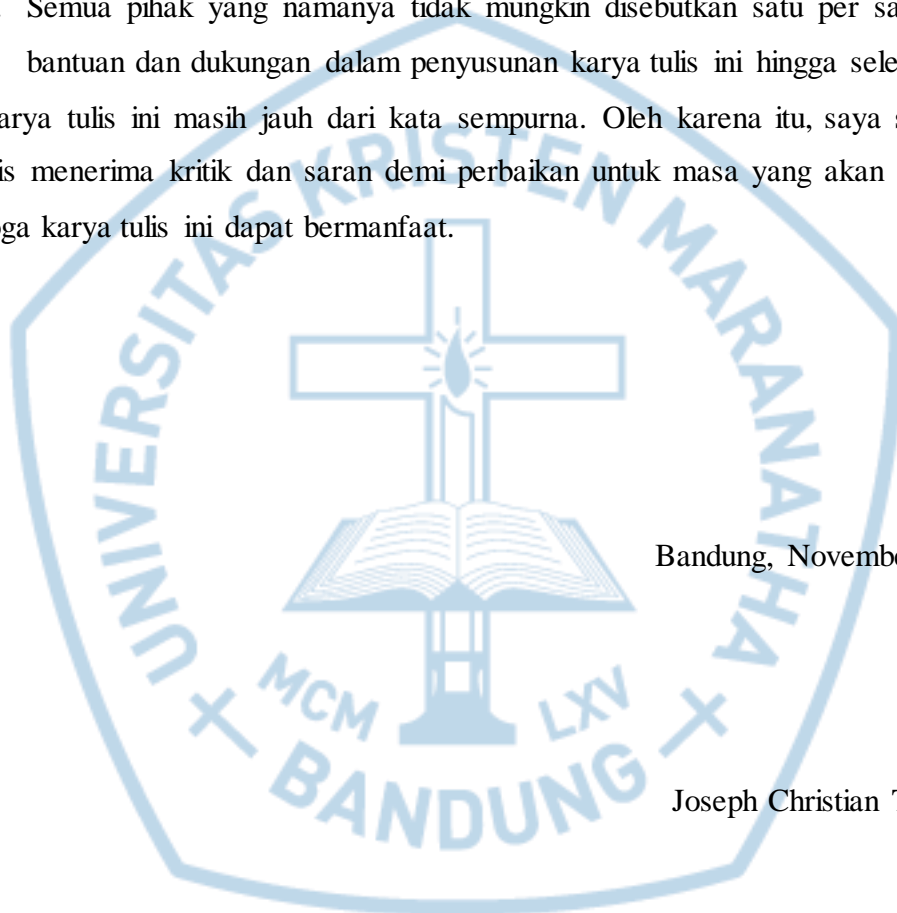 Semua pihak yang namanya tidak mungkin disebutkan satu per sa
bantuan dan dukungan dalam penyusunan karya tulis ini hingga sele
arya tulis ini masih jauh dari kata sempurna. Oleh karena itu, saya s
is menerima kritik dan saran demi perbaikan untuk masa yang akan
ga karya tulis ini dapat bermanfaat.
UNIVERSITAS KRISTEN MARANATHA
Bandung, Novembe
MCM LXV
BANDUNG
Joseph Christian T